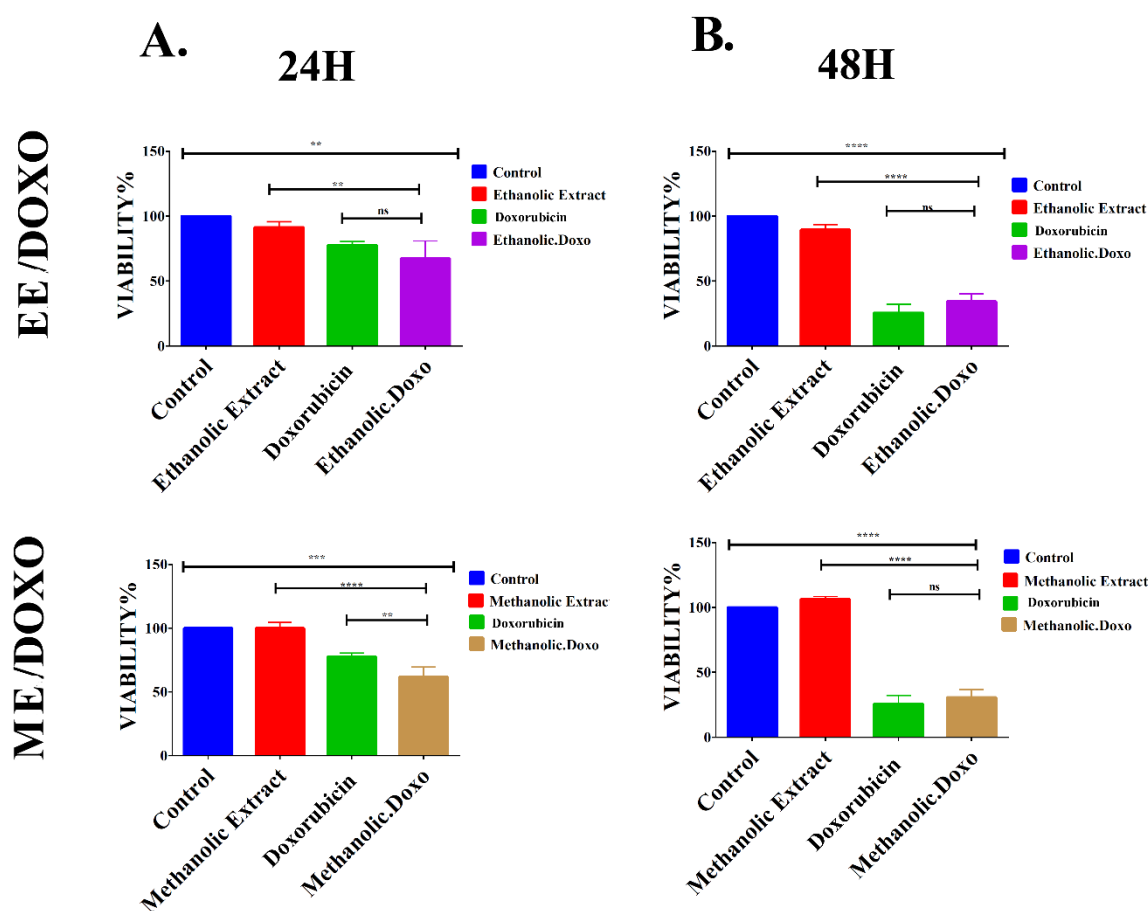 A.
24H
B.
48H
EE/DOXO
VIABILITY%
150
100
50
0
**
**
ns
Control
Ethanolic Extract
Doxorubicin
Ethanolic.Doxo
Control
Ethanolic Extract
Doxorubicin
Ethanolic.Doxo
VIABILITY%
150
100
50
0
****
****
ns
Control
Ethanolic Extract
Doxorubicin
Ethanolic.Doxo
Control
Ethanolic Extract
Doxorubicin
Ethanolic.Doxo
ME/DOXO
VIABILITY%
150
100
50
0
***
****
**
Control
Methanolic Extrac
Doxorubicin
Methanolic.Doxo
Control
Methanolic Extract
Doxorubicin
Methanolic.Doxo
VIABILITY%
150
100
50
0
****
****
ns
Control
Methanolic Extract
Doxorubicin
Methanolic.Doxo
Control
Methanolic Extract
Doxorubicin
Methanolic.Doxo